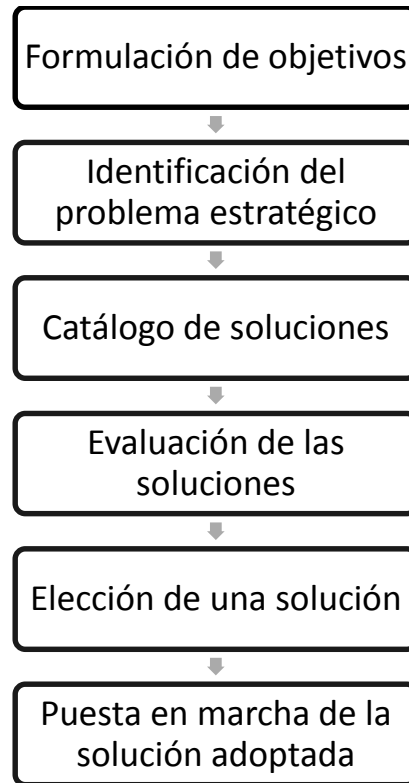 Formulación de objetivos
Identificación del
problema estratégico
Catálogo de soluciones
Evaluación de las
soluciones
Elección de una solución
Puesta en marcha de la
solución adoptada